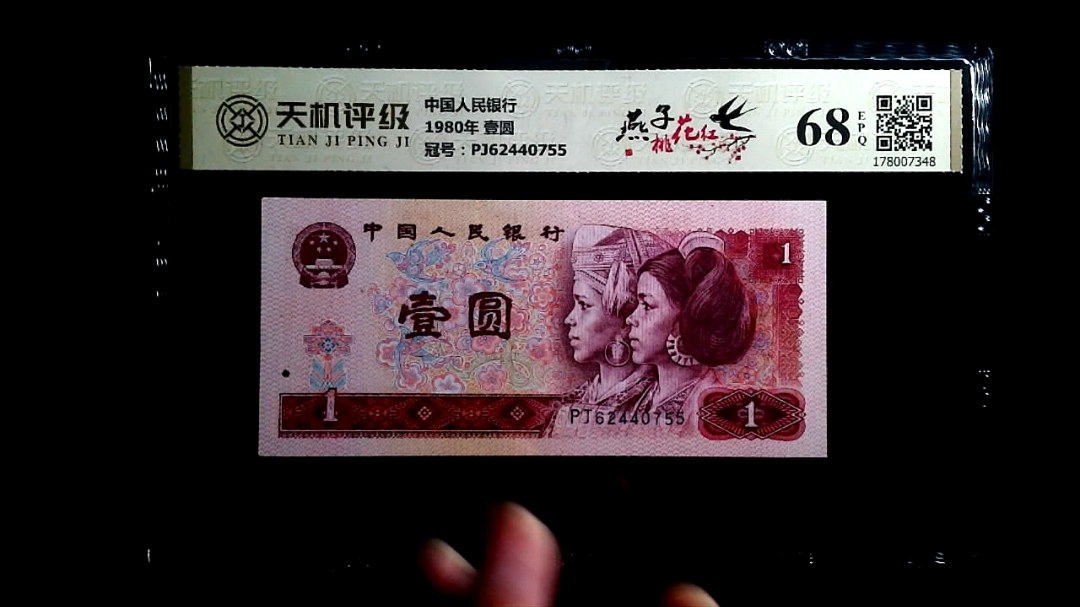 天机评级
TIAN JI PING JI
中国人民银行
1980年 壹圆
冠号：PJ62440755
燕子
桃花红
68
EPQ
178007348
中国人民银行
壹圆
1
1
PJ62440755
1